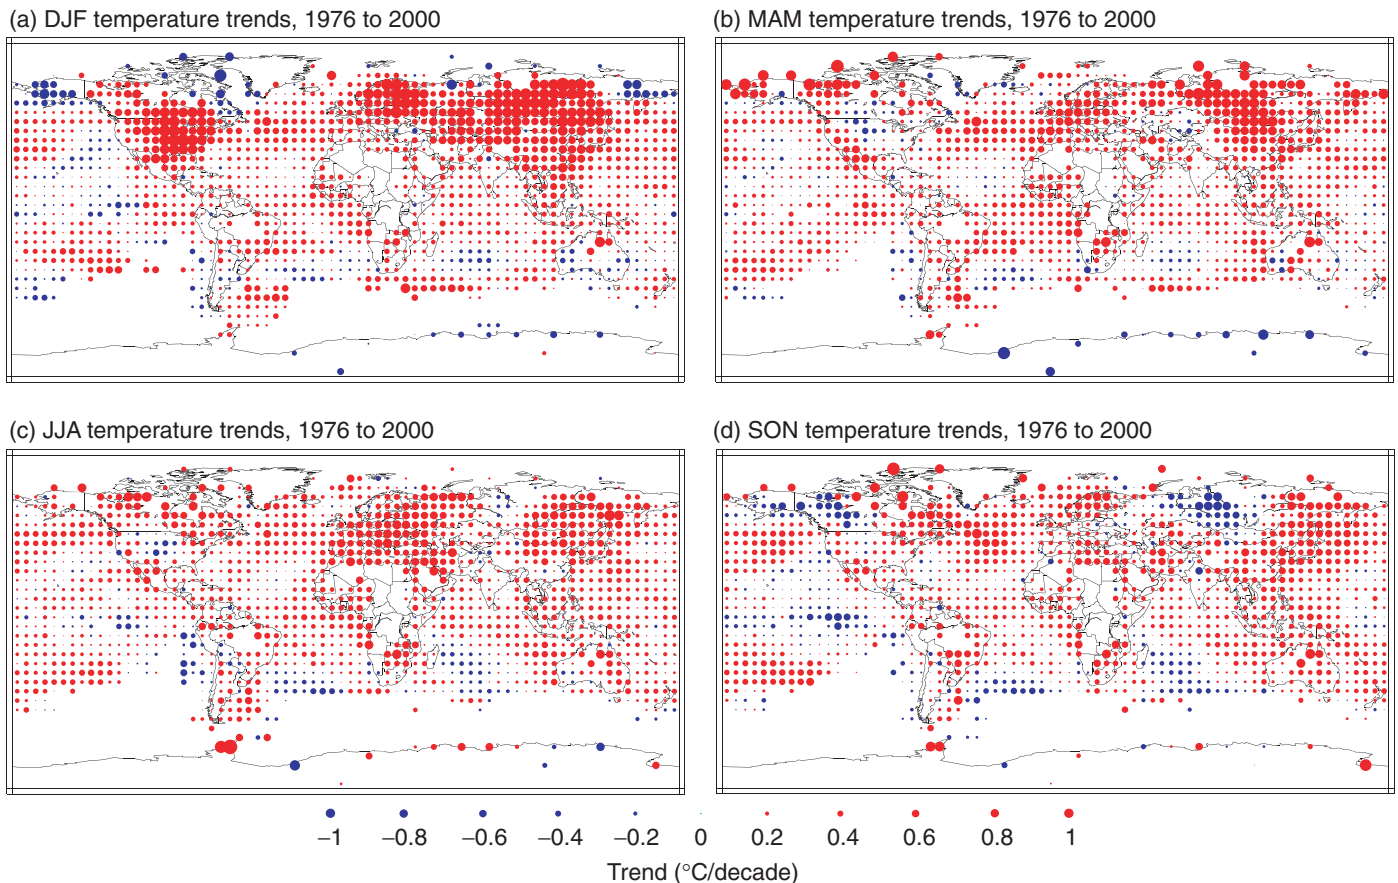 (a) DJF temperature trends, 1976 to 2000
(b) MAM temperature trends, 1976 to 2000
(c) JJA temperature trends, 1976 to 2000
(d) SON temperature trends, 1976 to 2000
−1 −0.8 −0.6 −0.4 −0.2 0 0.2 0.4 0.6 0.8 1
Trend (°C/decade)